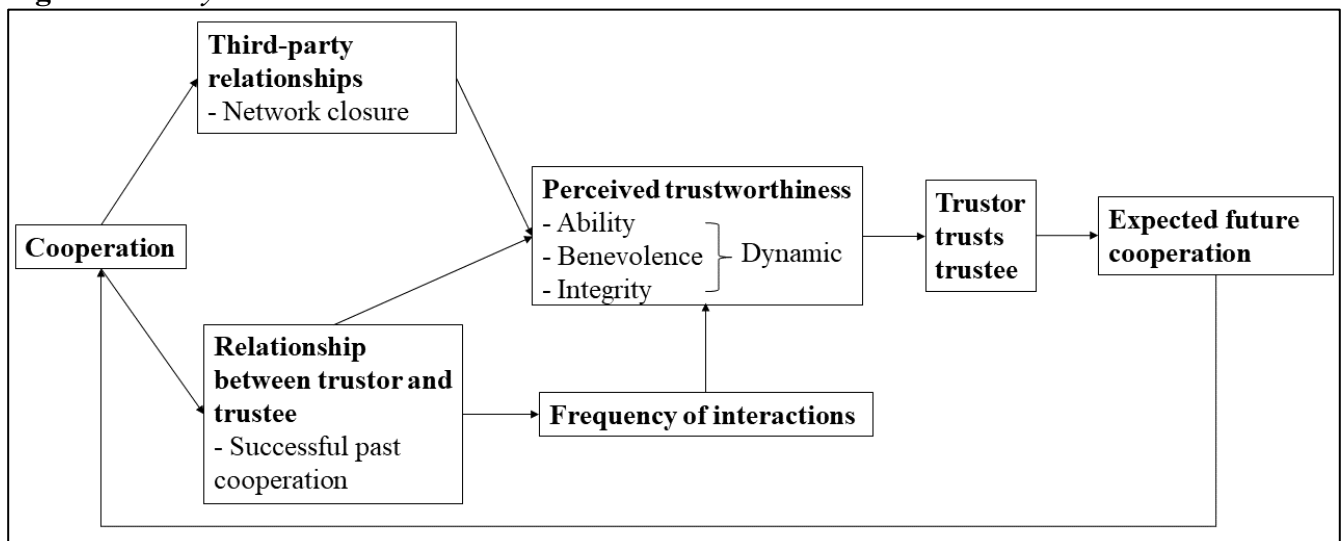 Third-party
relationships
- Network closure
Cooperation
Relationship
between trustor and
trustee
- Successful past
cooperation
Frequency of interactions
Perceived trustworthiness
- Ability
- Benevolence
- Integrity
Dynamic
Trustor
trusts
trustee
Expected future
cooperation